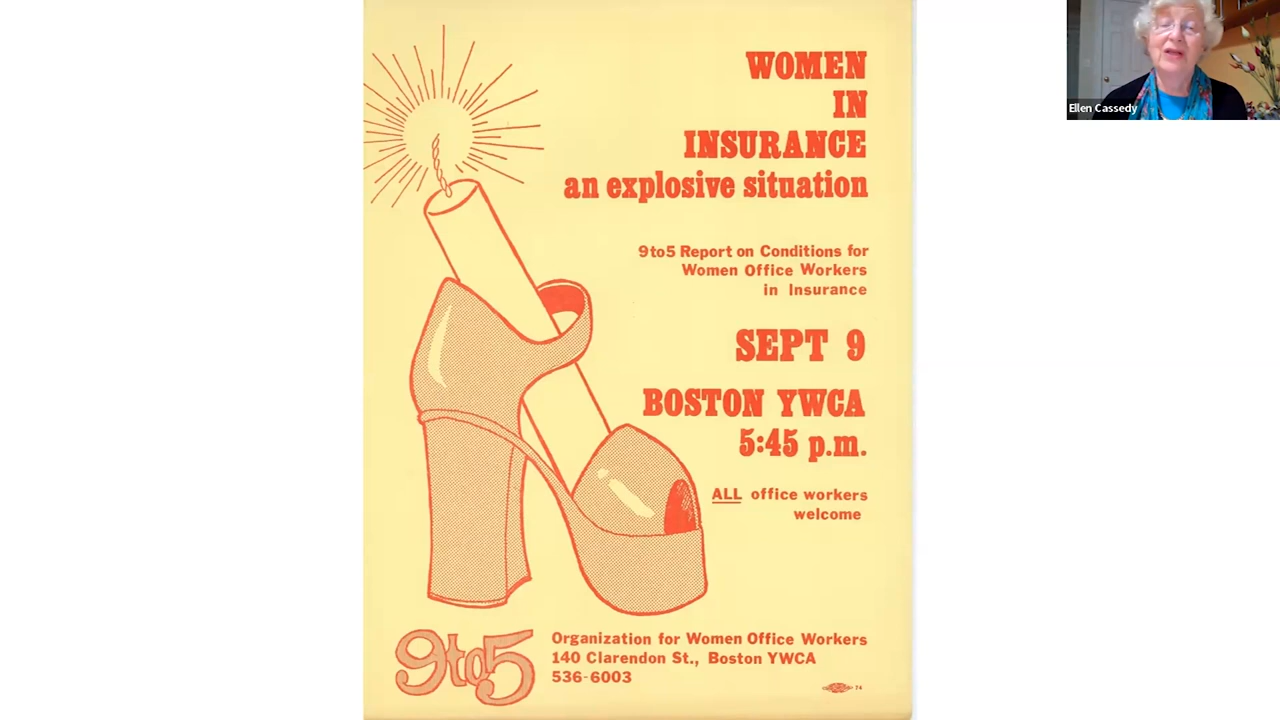 WOMEN
IN
INSURANCE
an explosive situation
9to5 Report on Conditions for
Women Office Workers
in Insurance
SEPT 9
BOSTON YWCA
5:45 p.m.
ALL office workers
welcome
9to5
Organization for Women Office Workers
140 Clarendon St., Boston YWCA
536-6003
74
Ellen Cassedy